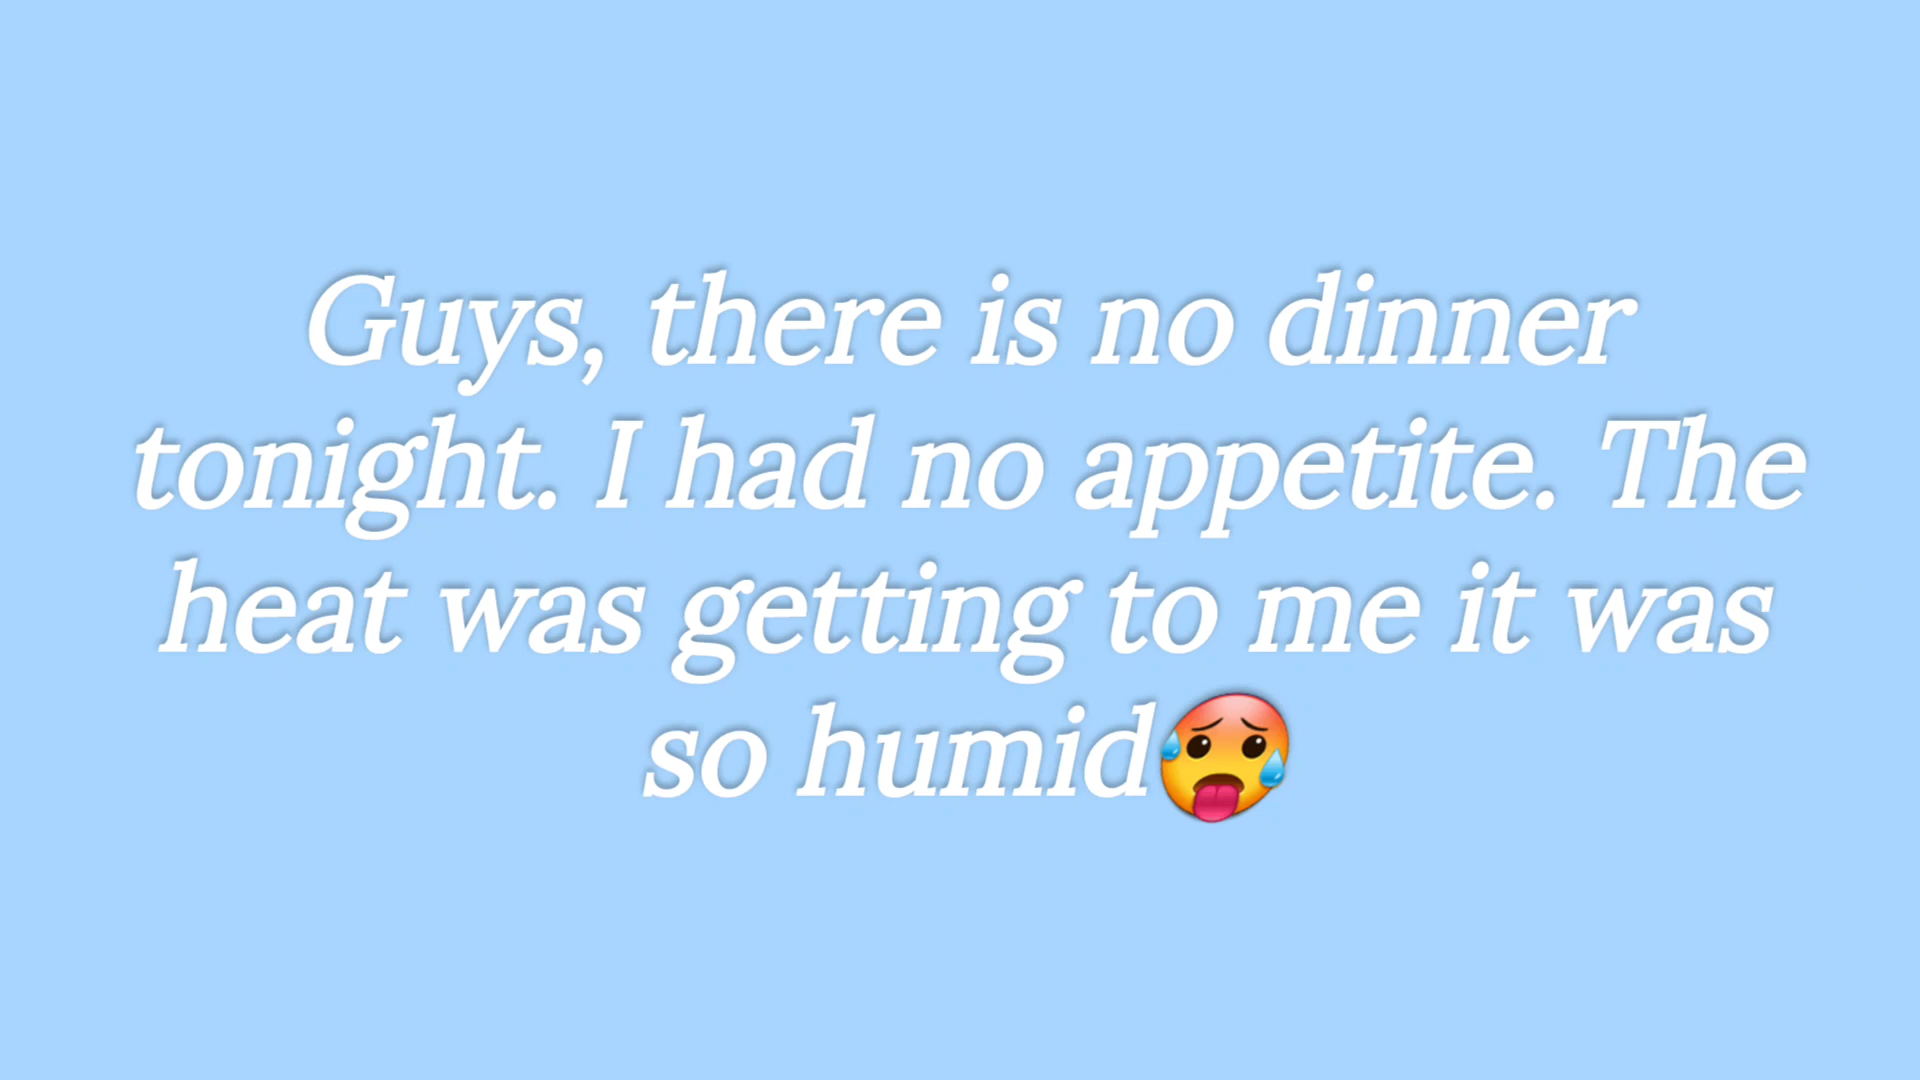 Guys, there is no dinner
tonight. I had no appetite. The
heat was getting to me it was
so humid🥵